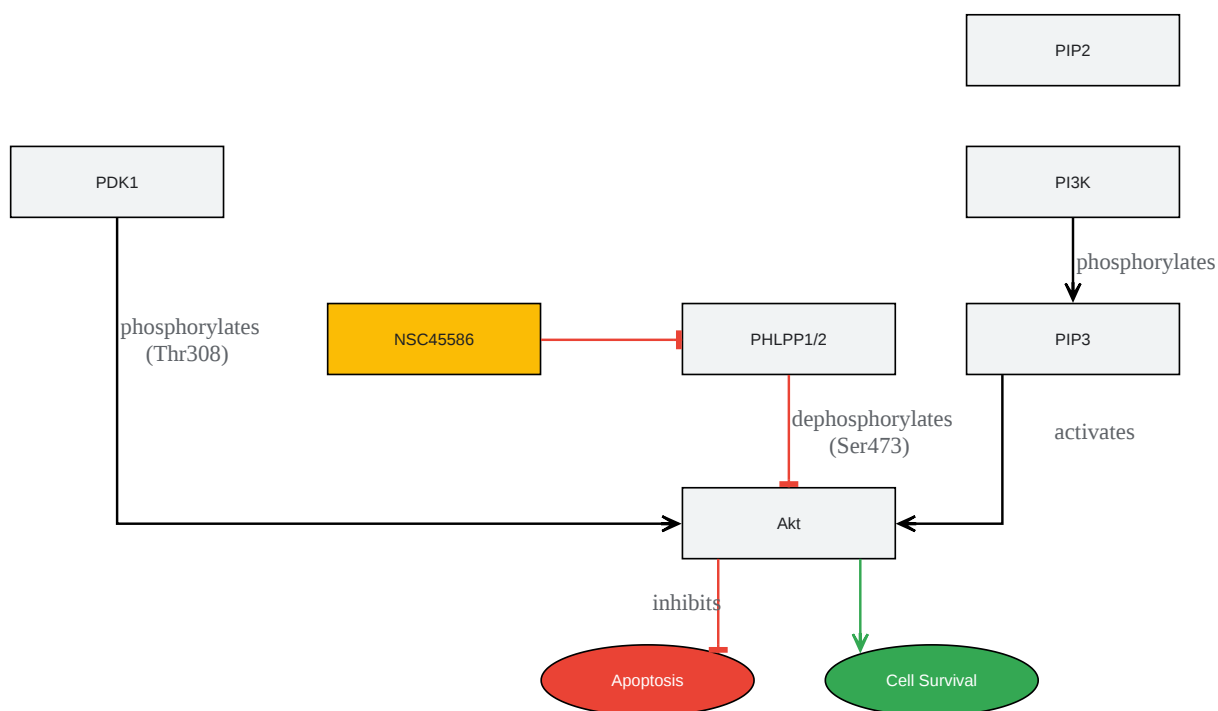 PIP2
PDK1
PI3K
phosphorylates
phosphorylates
(Thr308)
NSC45586
PHLPP1/2
PIP3
dephosphorylates
(Ser473)
activates
Akt
inhibits
Apoptosis
Cell Survival